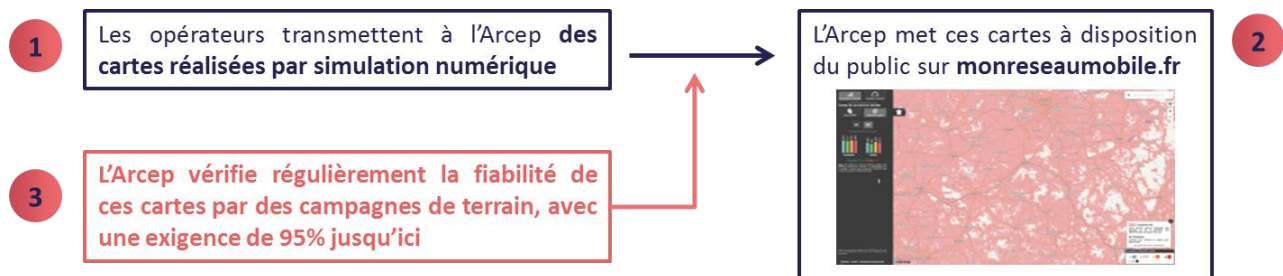 1
Les opérateurs transmettent à l'Arcep des
cartes réalisées par simulation numérique
L'Arcep met ces cartes à disposition
du public sur monreseaumobile.fr
2
3
L'Arcep vérifie régulièrement la fiabilité de
ces cartes par des campagnes de terrain, avec
une exigence de 95% jusqu'ici